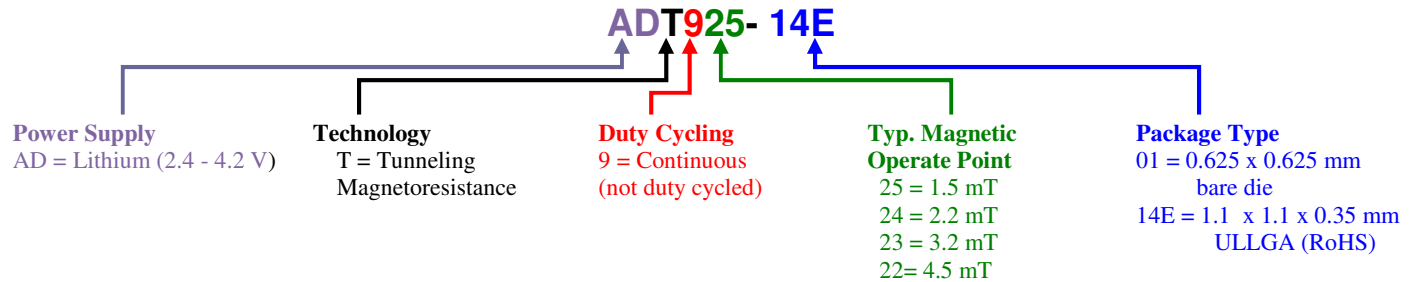 ADT925- 14E
Power Supply
AD = Lithium (2.4 - 4.2 V)
Technology
T = Tunneling
Magnetoresistance
Duty Cycling
9 = Continuous
(not duty cycled)
Typ. Magnetic
Operate Point
25 = 1.5 mT
24 = 2.2 mT
23 = 3.2 mT
22= 4.5 mT
Package Type
01 = 0.625 x 0.625 mm
bare die
14E = 1.1 x 1.1 x 0.35 mm
ULLGA (RoHS)